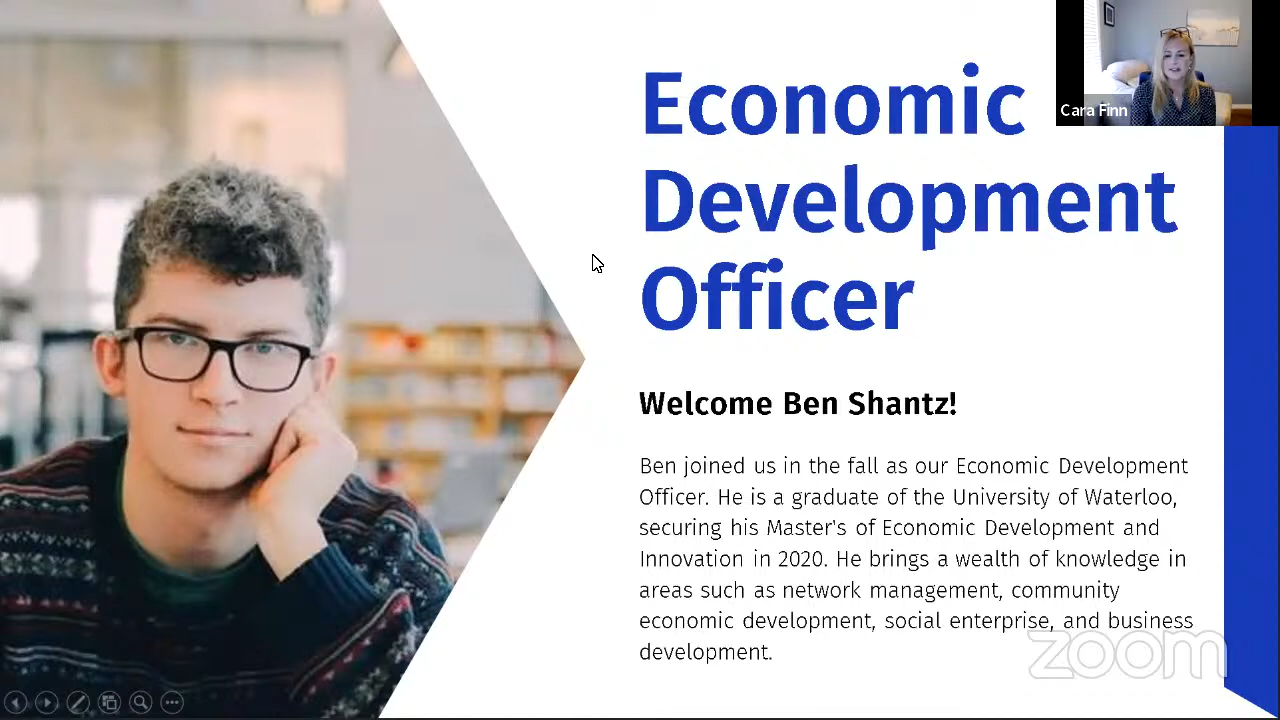 Economic
Development
Officer
Cara Finn
Welcome Ben Shantz!
Ben joined us in the fall as our Economic Development
Officer. He is a graduate of the University of Waterloo,
securing his Master's of Economic Development and
Innovation in 2020. He brings a wealth of knowledge in
areas such as network management, community
economic development, social enterprise, and business
development.
zoom